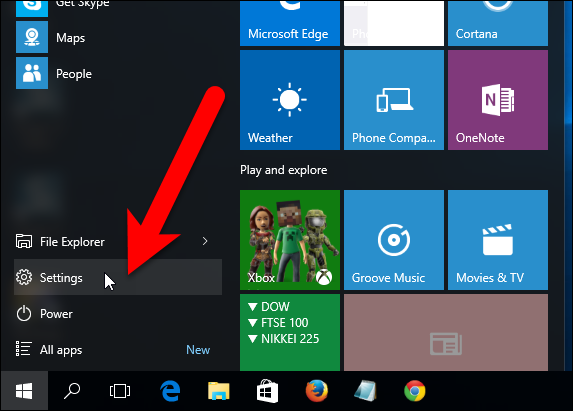 Get Skype
Maps
People
File Explorer
Settings
Power
All apps
New
Microsoft Edge
Cortana
Weather
Phone Compa...
OneNote
Play and explore
Xbox
Groove Music
Movies & TV
▼ DOW
▼ FTSE 100
▼ NIKKEI 225